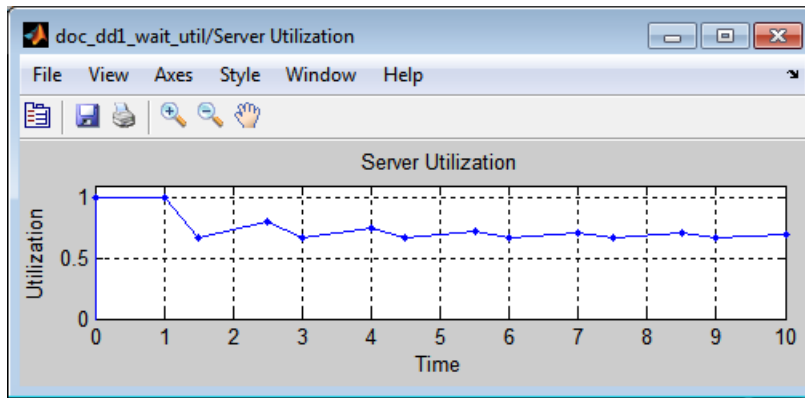 doc_dd1_wait_util/Server Utilization
File View Axes Style Window Help
Server Utilization
Utilization
1
0.5
0
0 1 2 3 4 5 6 7 8 9 10
Time